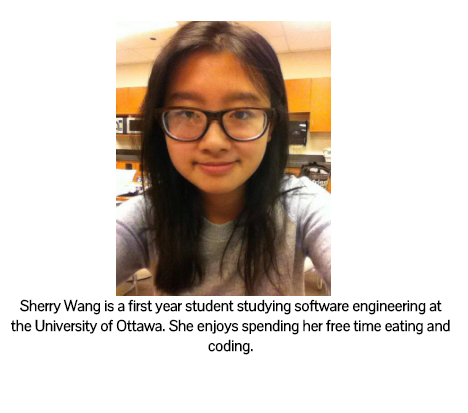 Sherry Wang is a first year student studying software engineering at
the University of Ottawa. She enjoys spending her free time eating and
coding.